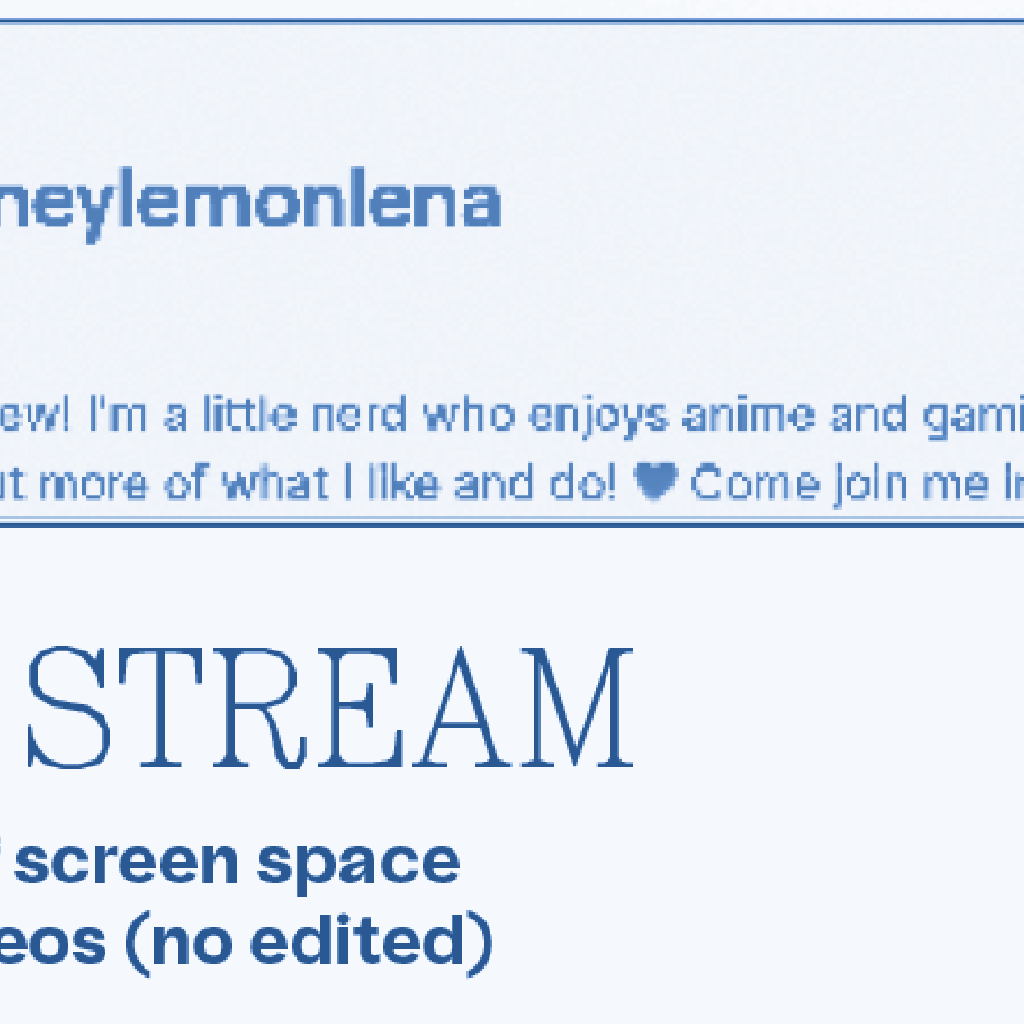 neylemonlena
ew! I'm a little nerd who enjoys anime and gami
ut more of what I like and do! ♥ Come join me in
STREAM
screen space
eos (no edited)